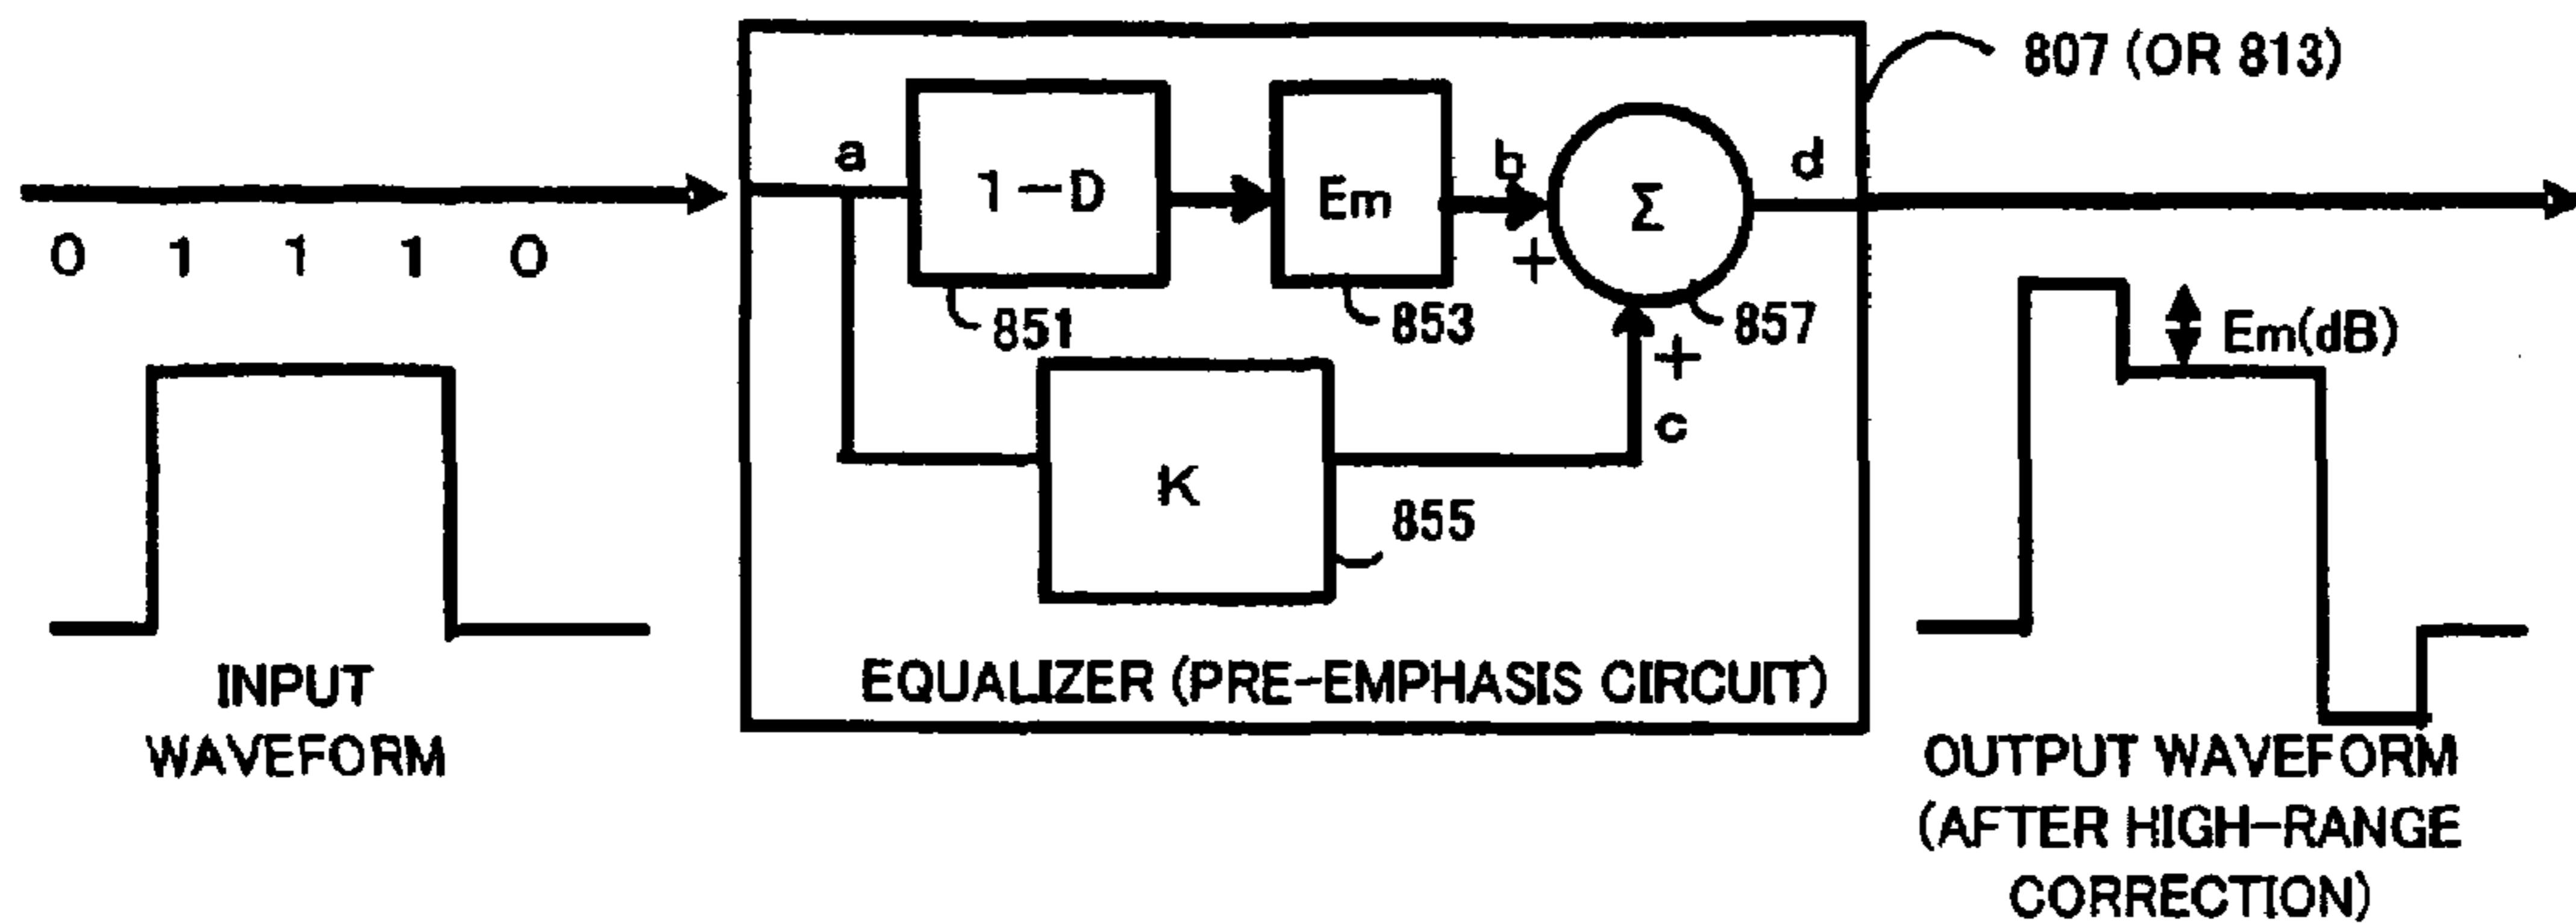 807 (OR 813)
a
1-D
Em
b
Σ
d
+
0 1 1 1 0
851
853
857
+
Em(dB)
c
K
855
EQUALIZER (PRE-EMPHASIS CIRCUIT)
INPUT
WAVEFORM
OUTPUT WAVEFORM
(AFTER HIGH-RANGE
CORRECTION)